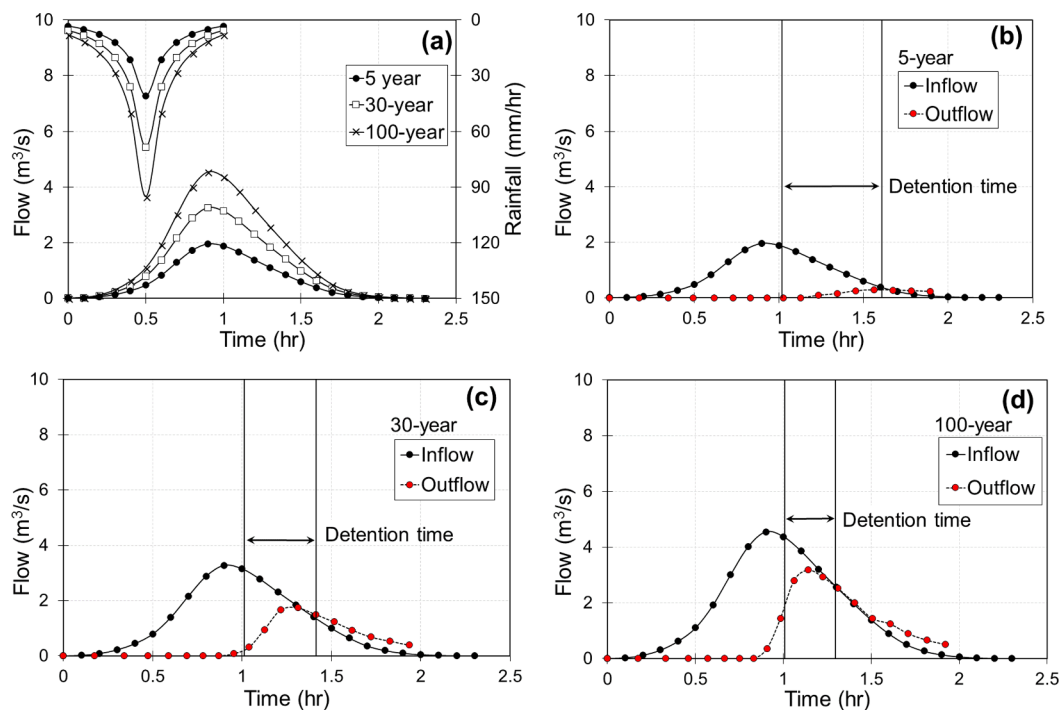 (a)
Flow (m³/s)
10
8
6
4
2
0
0
30
60
90
120
150
Rainfall (mm/hr)
5 year
30-year
100-year
0
0.5
1
1.5
2
2.5
Time (hr)
(b)
Flow (m³/s)
10
8
6
4
2
0
5-year
Inflow
Outflow
Detention time
0
0.5
1
1.5
2
2.5
Time (hr)
(c)
Flow (m³/s)
10
8
6
4
2
0
30-year
Inflow
Outflow
Detention time
0
0.5
1
1.5
2
2.5
Time (hr)
(d)
Flow (m³/s)
10
8
6
4
2
0
100-year
Inflow
Outflow
Detention time
0
0.5
1
1.5
2
2.5
Time (hr)